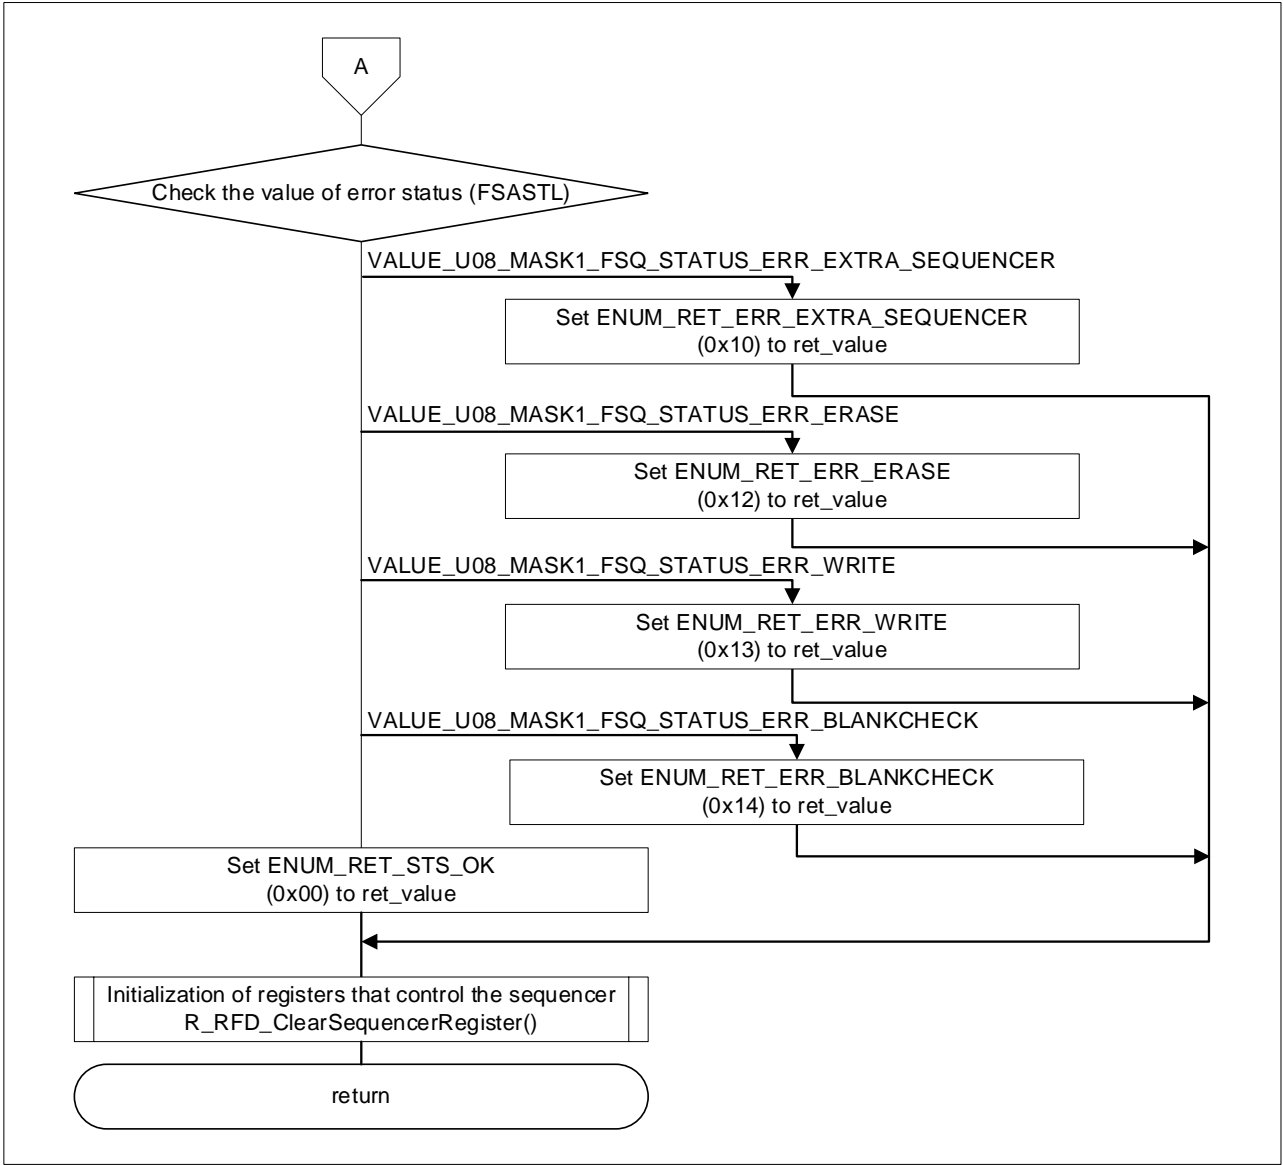 A
Check the value of error status (FSASTL)
VALUE_U08_MASK1_FSQ_STATUS_ERR_EXTRA_SEQUENCER
Set ENUM_RET_ERR_EXTRA_SEQUENCER
(0x10) to ret_value
VALUE_U08_MASK1_FSQ_STATUS_ERR_ERASE
Set ENUM_RET_ERR_ERASE
(0x12) to ret_value
VALUE_U08_MASK1_FSQ_STATUS_ERR_WRITE
Set ENUM_RET_ERR_WRITE
(0x13) to ret_value
VALUE_U08_MASK1_FSQ_STATUS_ERR_BLANKCHECK
Set ENUM_RET_ERR_BLANKCHECK
(0x14) to ret_value
Set ENUM_RET_STS_OK
(0x00) to ret_value
Initialization of registers that control the sequencer
R_RFD_ClearSequencerRegister()
return